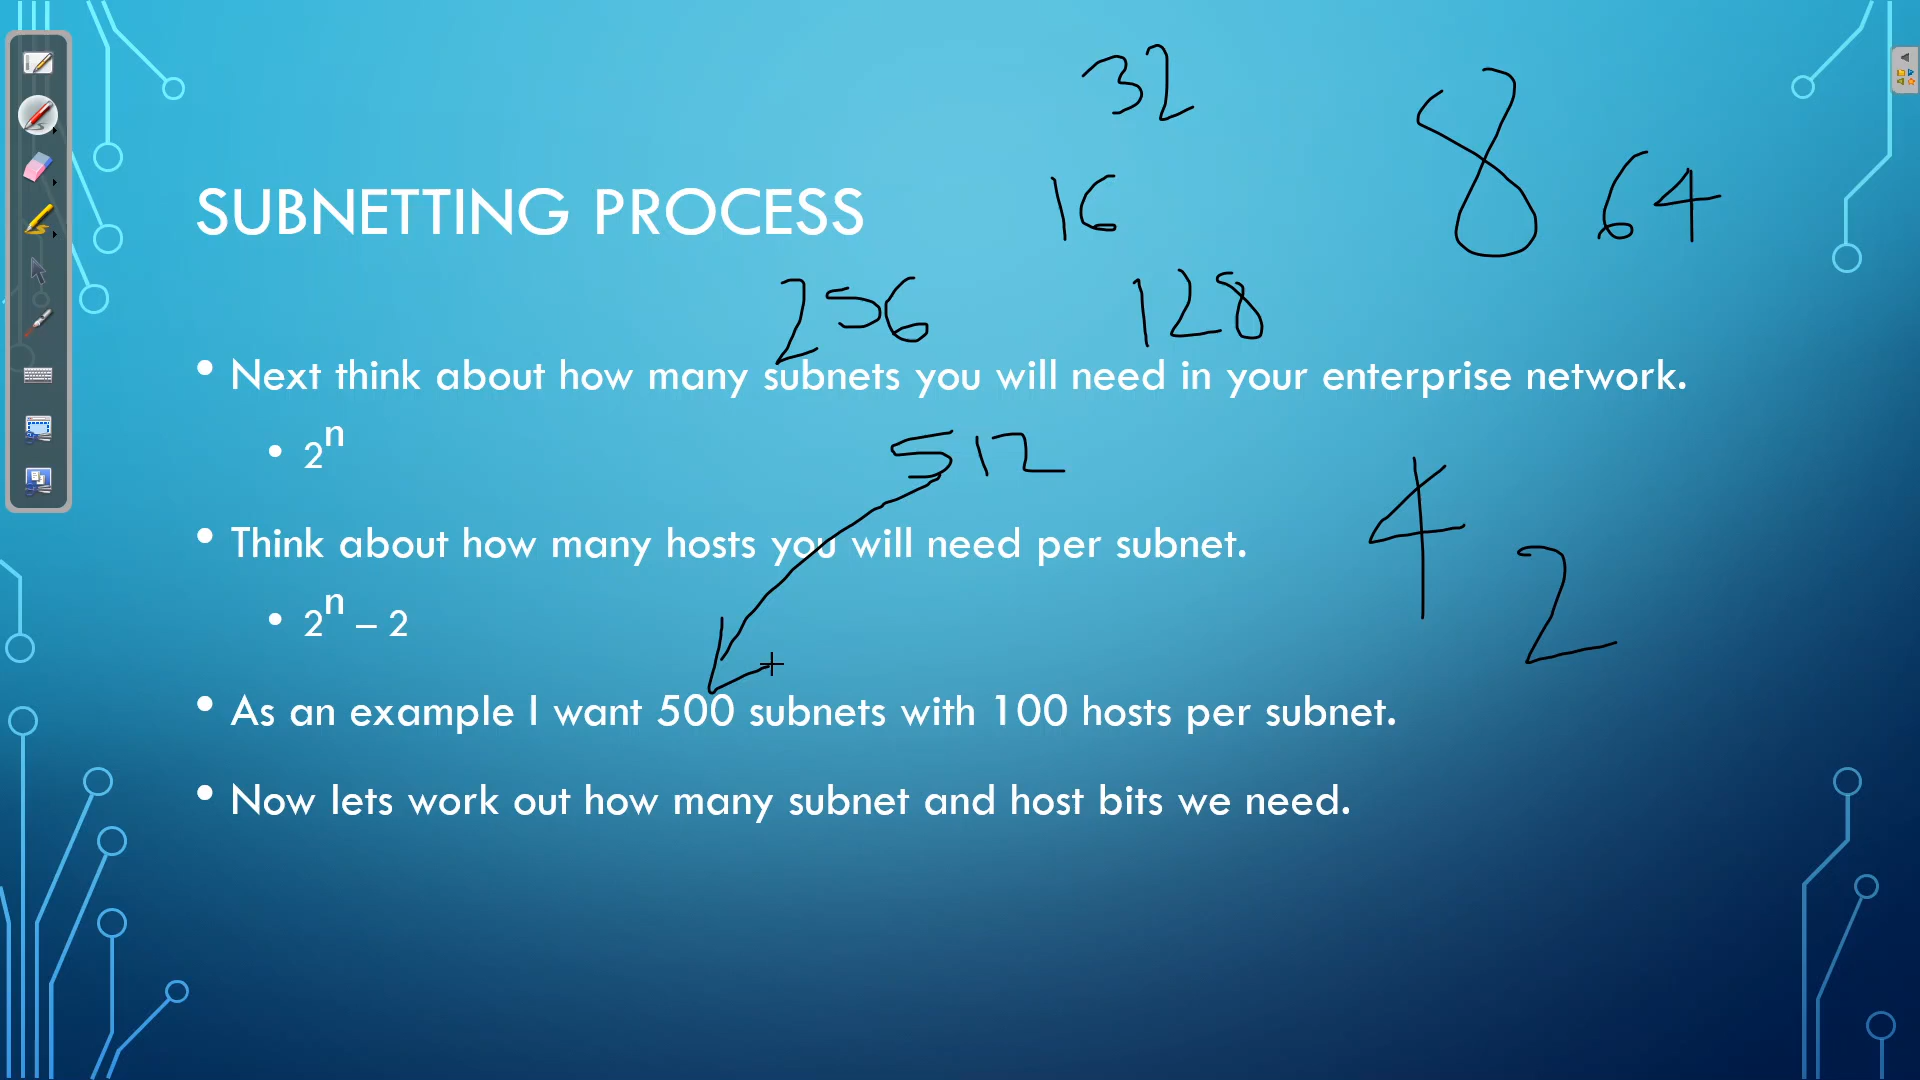 32
8
64
16
SUBNETTING PROCESS
256
128
• Next think about how many subnets you will need in your enterprise network.
• 2ⁿ
512
4
• Think about how many hosts you will need per subnet.
2
• 2ⁿ – 2
• As an example I want 500 subnets with 100 hosts per subnet.
• Now lets work out how many subnet and host bits we need.